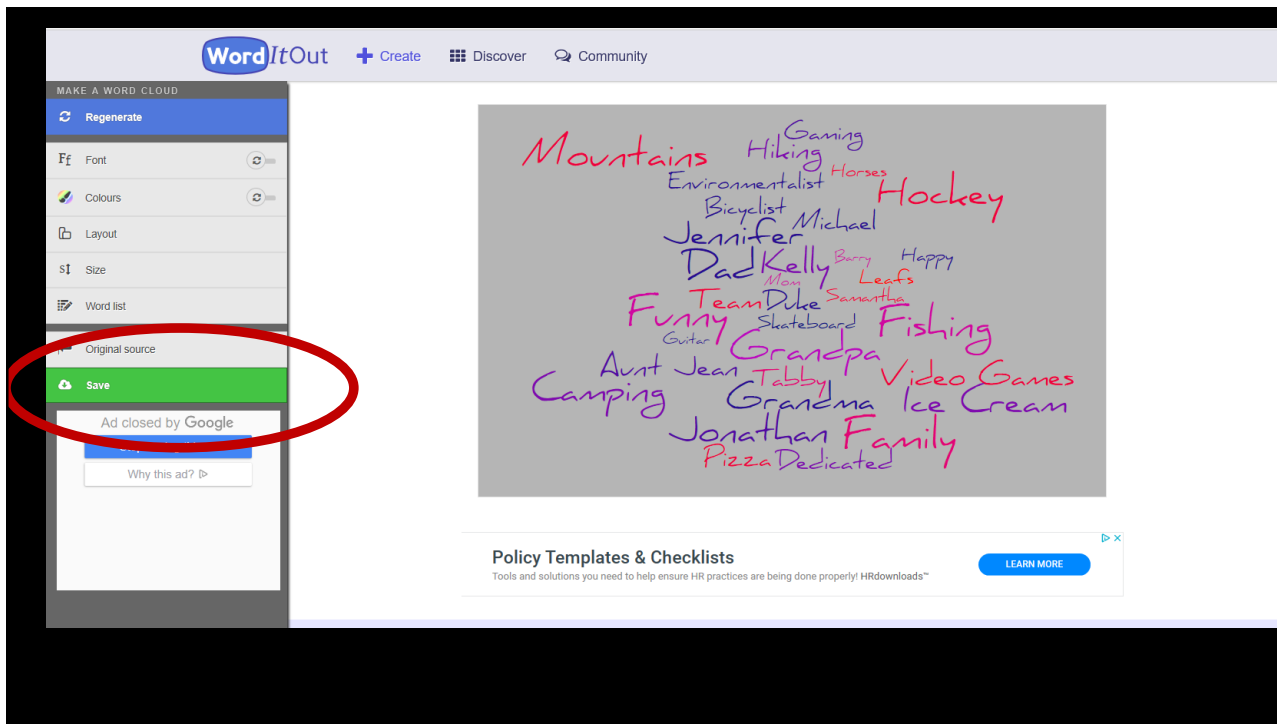 WordItOut
Create
Discover
Community
MAKE A WORD CLOUD
Regenerate
Ff Font
Colours
Layout
Size
Word list
Original source
Save
Ad closed by Google
Why this ad?
Gaming
Mountains
Hiking
Horses
Environmentalist
Hockey
Bicyclist
Michael
Jennifer
Dad
Kelly
Barry
Happy
Mom
Leafs
Team
Duke
Samantha
Funny
Skateboard
Fishing
Guitar
Grandpa
Aunt Jean
Tabby
Video Games
Camping
Grandma
Ice Cream
Jonathan
Family
Pizza
Dedicated
Policy Templates & Checklists
Tools and solutions you need to help ensure HR practices are being done properly! HRdownloads™
LEARN MORE